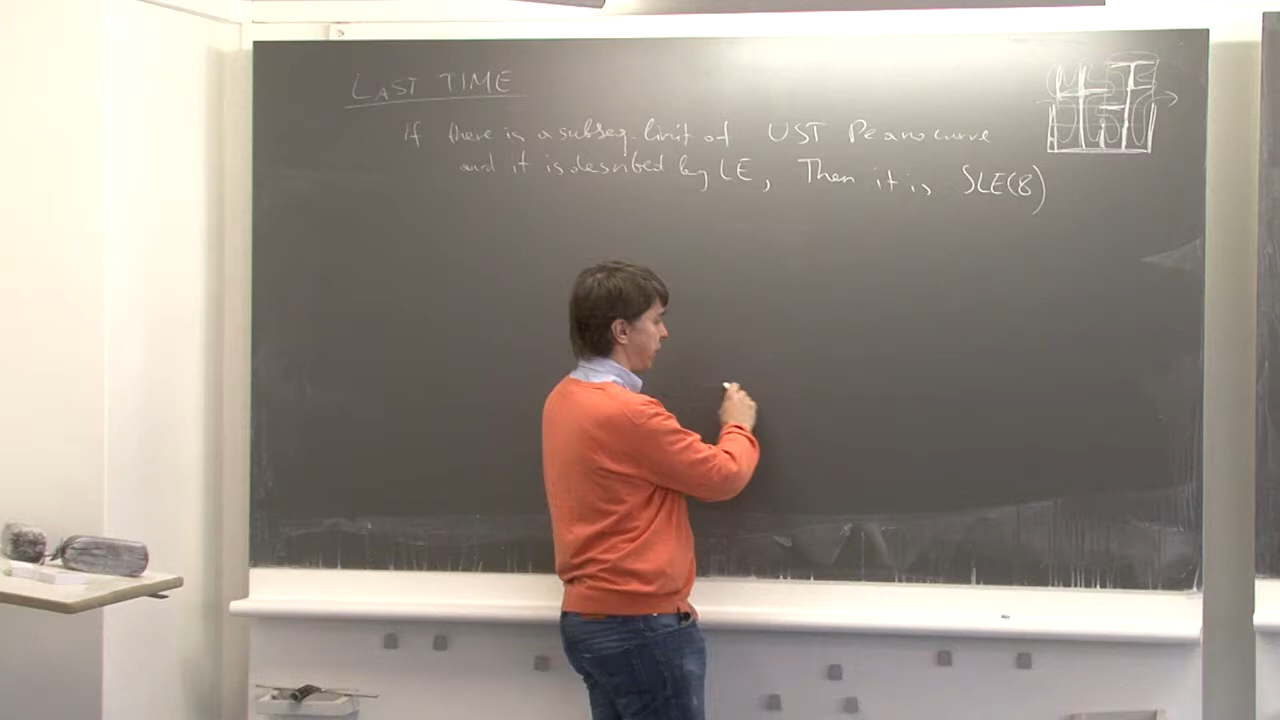 LAST TIME
If there is a subseq. limit of UST Peano curve
and it is described by LE, Then it is SLE(8)